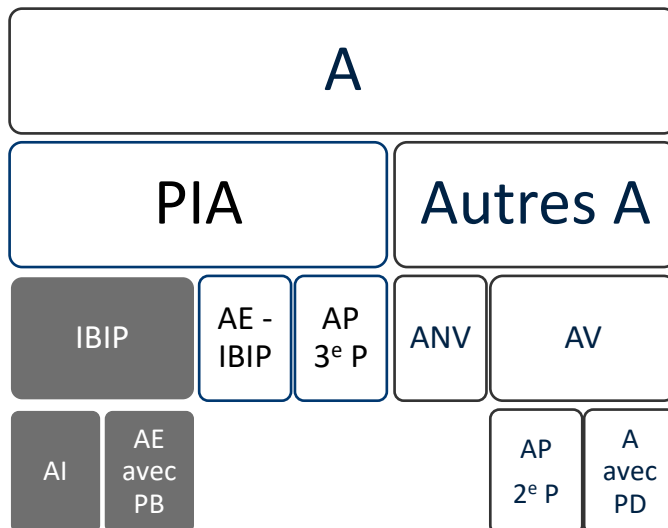 A
PIA
Autres A
IBIP
AE -
IBIP
AP
3e P
ANV
AV
AI
AE
avec
PB
AP
2e P
A
avec
PD